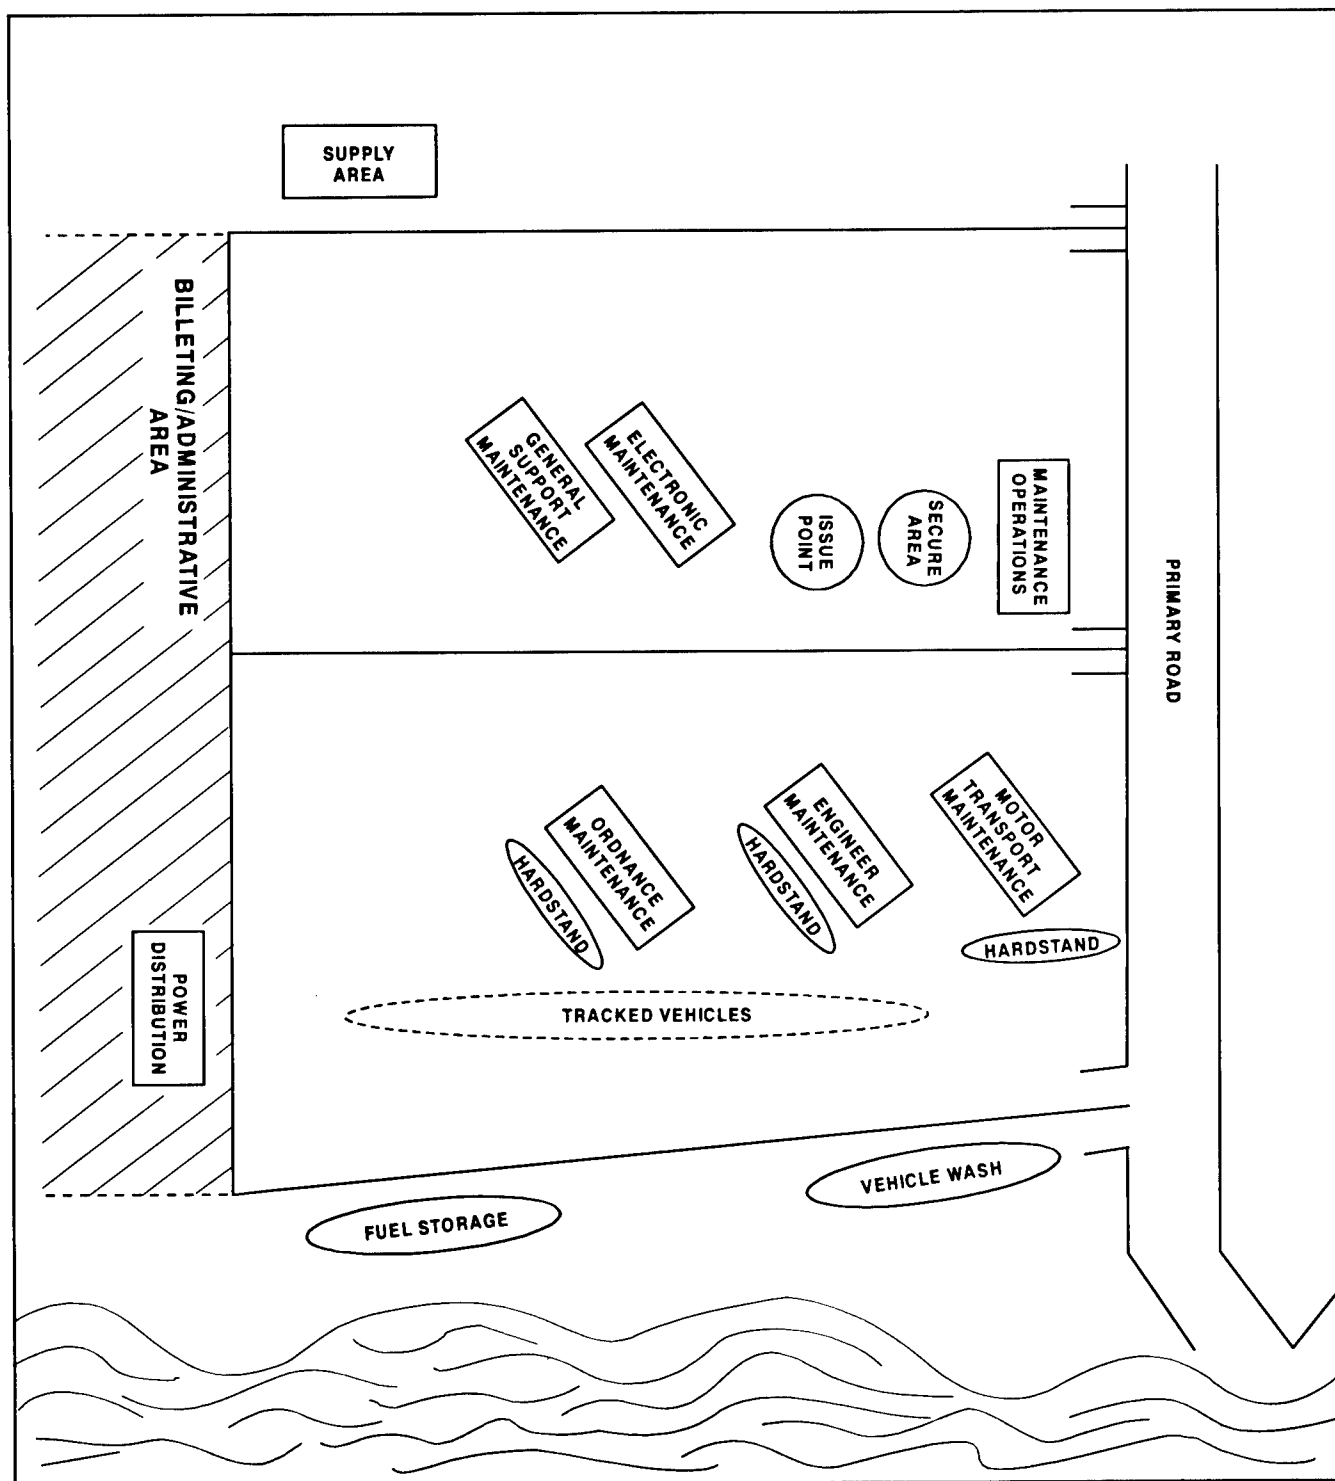 SUPPLY
AREA
BILLETING/ADMINISTRATIVE
AREA
GENERAL
SUPPORT
MAINTENANCE
ELECTRONIC
MAINTENANCE
ISSUE
POINT
SECURE
AREA
MAINTENANCE
OPERATIONS
PRIMARY ROAD
ORDNANCE
MAINTENANCE
HARDSTAND
ENGINEER
MAINTENANCE
HARDSTAND
MOTOR
TRANSPORT
MAINTENANCE
HARDSTAND
POWER
DISTRIBUTION
TRACKED VEHICLES
VEHICLE WASH
FUEL STORAGE